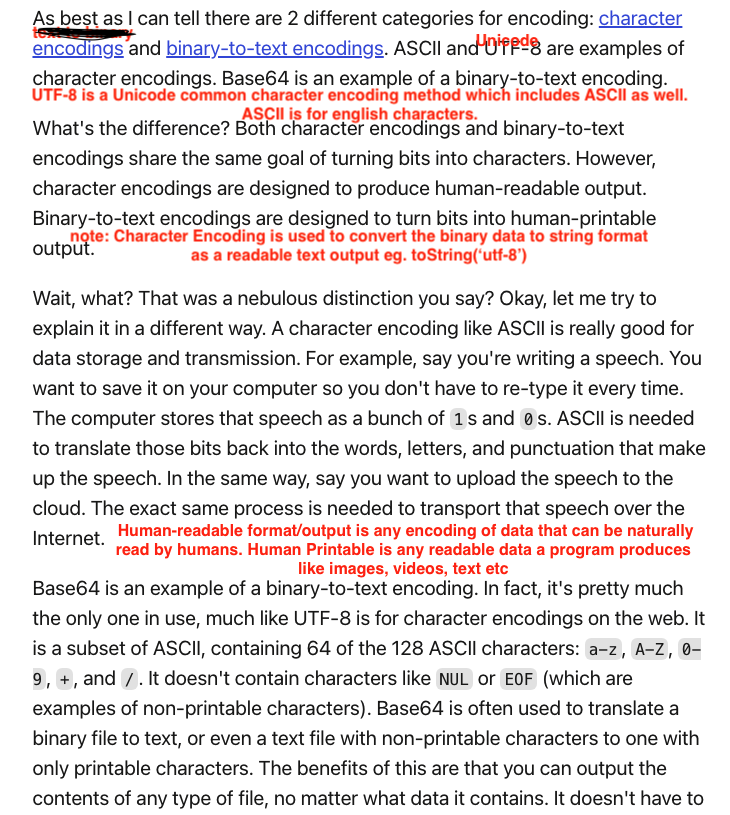 As best as I can tell there are 2 different categories for encoding: character
text to binary
encodings and binary-to-text encodings. ASCII and UTF-8 are examples of
Unicode
character encodings. Base64 is an example of a binary-to-text encoding.
UTF-8 is a Unicode common character encoding method which includes ASCII as well.
ASCII is for english characters.
What's the difference? Both character encodings and binary-to-text
encodings share the same goal of turning bits into characters. However,
character encodings are designed to produce human-readable output.
Binary-to-text encodings are designed to turn bits into human-printable
output.
note: Character Encoding is used to convert the binary data to string format
as a readable text output eg. toString(‘utf-8’)
Wait, what? That was a nebulous distinction you say? Okay, let me try to
explain it in a different way. A character encoding like ASCII is really good for
data storage and transmission. For example, say you're writing a speech. You
want to save it on your computer so you don't have to re-type it every time.
The computer stores that speech as a bunch of 1s and 0s. ASCII is needed
to translate those bits back into the words, letters, and punctuation that make
up the speech. In the same way, say you want to upload the speech to the
cloud. The exact same process is needed to transport that speech over the
Internet.
Human-readable format/output is any encoding of data that can be naturally
read by humans. Human Printable is any readable data a program produces
like images, videos, text etc
Base64 is an example of a binary-to-text encoding. In fact, it's pretty much
the only one in use, much like UTF-8 is for character encodings on the web. It
is a subset of ASCII, containing 64 of the 128 ASCII characters: a-z, A-Z, 0-
9, +, and /. It doesn't contain characters like NUL or EOF (which are
examples of non-printable characters). Base64 is often used to translate a
binary file to text, or even a text file with non-printable characters to one with
only printable characters. The benefits of this are that you can output the
contents of any type of file, no matter what data it contains. It doesn't have to